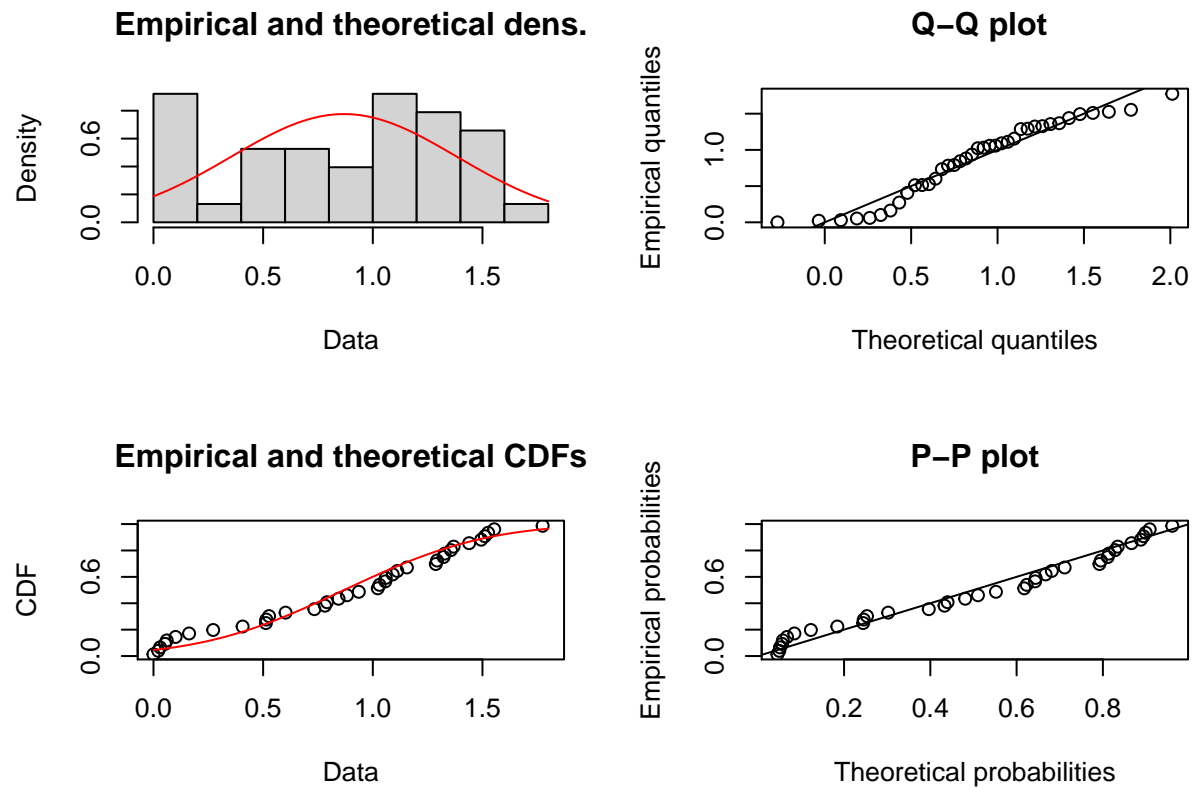 Empirical and theoretical dens.
Density
0.0 0.6
0.0 0.5 1.0 1.5
Data
Q−Q plot
Empirical quantiles
0.0 1.0
0.0 0.5 1.0 1.5 2.0
Theoretical quantiles
Empirical and theoretical CDFs
CDF
0.0 0.6
0.0 0.5 1.0 1.5
Data
P−P plot
Empirical probabilities
0.0 0.6
0.2 0.4 0.6 0.8
Theoretical probabilities